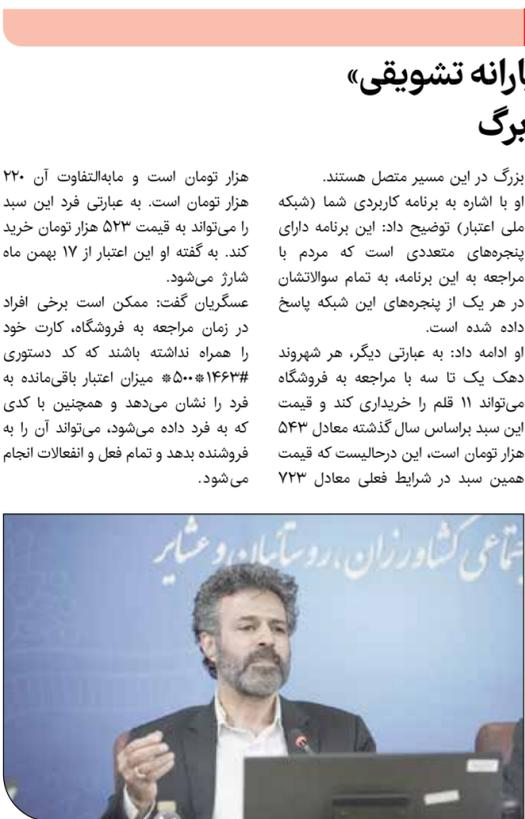 یارانه تشویقی»
برگ
بزرگ در این مسیر متصل هستند.
او با اشاره به برنامه کاربردی شما (شبکه
ملی اعتبار) توضیح داد: این برنامه دارای
پنجره‌های متعددی است که مردم با
مراجعه به این برنامه، به تمام سوالاتشان
در هر یک از پنجره‌های این شبکه پاسخ
داده شده است.
او ادامه داد: به عبارتی دیگر، هر شهروند
دهک یک تا سه با مراجعه به فروشگاه
می‌تواند ۱۱ قلم را خریداری کند و قیمت
این سبد براساس سال گذشته معادل ۵۴۳
هزار تومان است، این درحالیست که قیمت
همین سبد در شرایط فعلی معادل ۷۲۳
هزار تومان است و مابه‌التفاوت آن ۲۲۰
هزار تومان است. به عبارتی فرد این سبد
را می‌تواند به قیمت ۵۲۳ هزار تومان خرید
کند. به گفته او این اعتبار از ۱۷ بهمن ماه
شارژ می‌شود.
عسگریان گفت: ممکن است برخی افراد
در زمان مراجعه به فروشگاه، کارت خود
را همراه نداشته باشند که کد دستوری
#۱۴۶۳*۵۰۰* میزان اعتبار باقی‌مانده به
فرد را نشان می‌دهد و همچنین با کدی
که به فرد داده می‌شود، می‌تواند آن را به
فروشنده بدهد و تمام فعل و انفعالات انجام
می‌شود.
جتماعی کشاورزان، روستاییان و عشایر